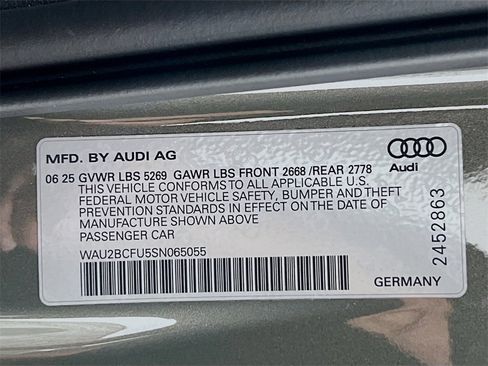 MFD. BY AUDI AG
Audi
06 25 GVWR LBS 5269 GAWR LBS FRONT 2668 /REAR 2778
THIS VEHICLE CONFORMS TO ALL APPLICABLE U.S.
FEDERAL MOTOR VEHICLE SAFETY, BUMPER AND THEFT
PREVENTION STANDARDS IN EFFECT ON THE DATE
OF MANUFACTURE SHOWN ABOVE
PASSENGER CAR
WAU2BCFU5SN065055
GERMANY
2452863